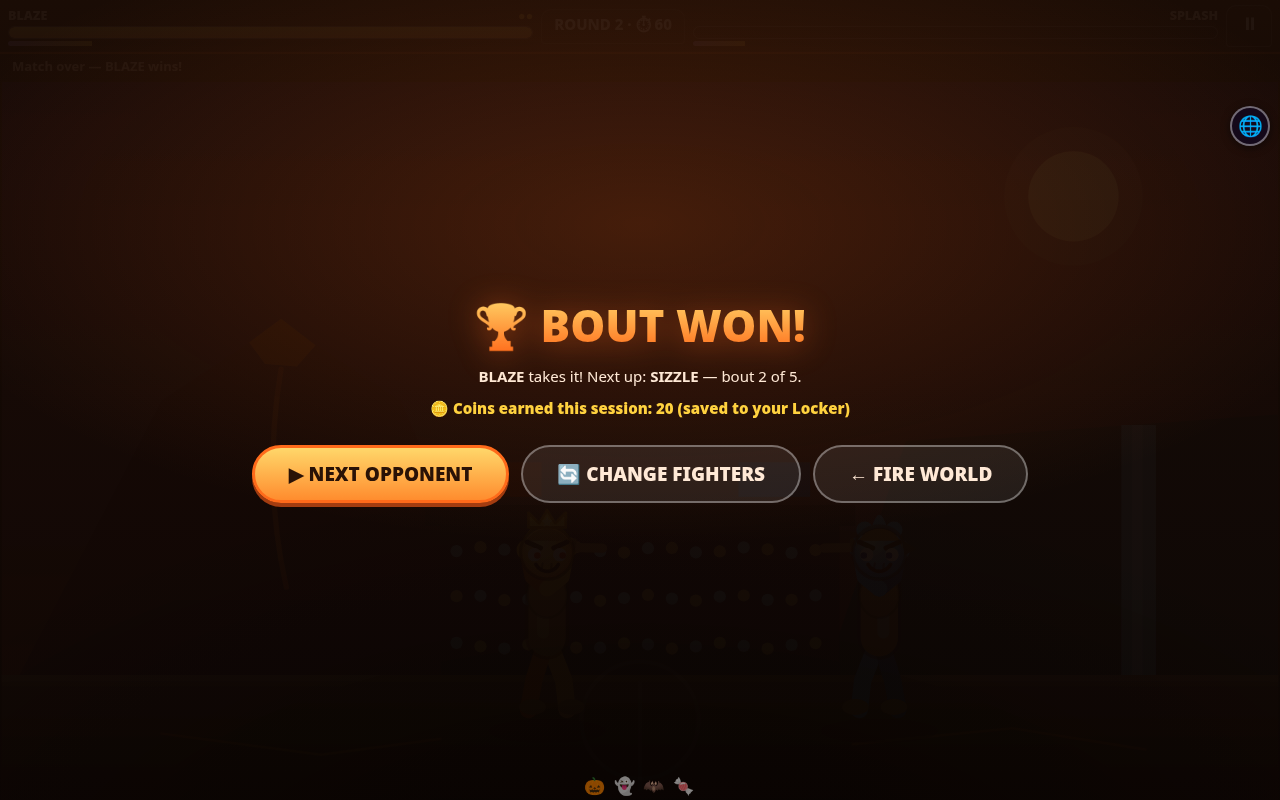 BLAZE
ROUND 2 · ⏱ 60
SPLASH
Match over — BLAZE wins!
🏆 BOUT WON!
BLAZE takes it! Next up: SIZZLE — bout 2 of 5.
🪙 Coins earned this session: 20 (saved to your Locker)
▶ NEXT OPPONENT
🔄 CHANGE FIGHTERS
← FIRE WORLD